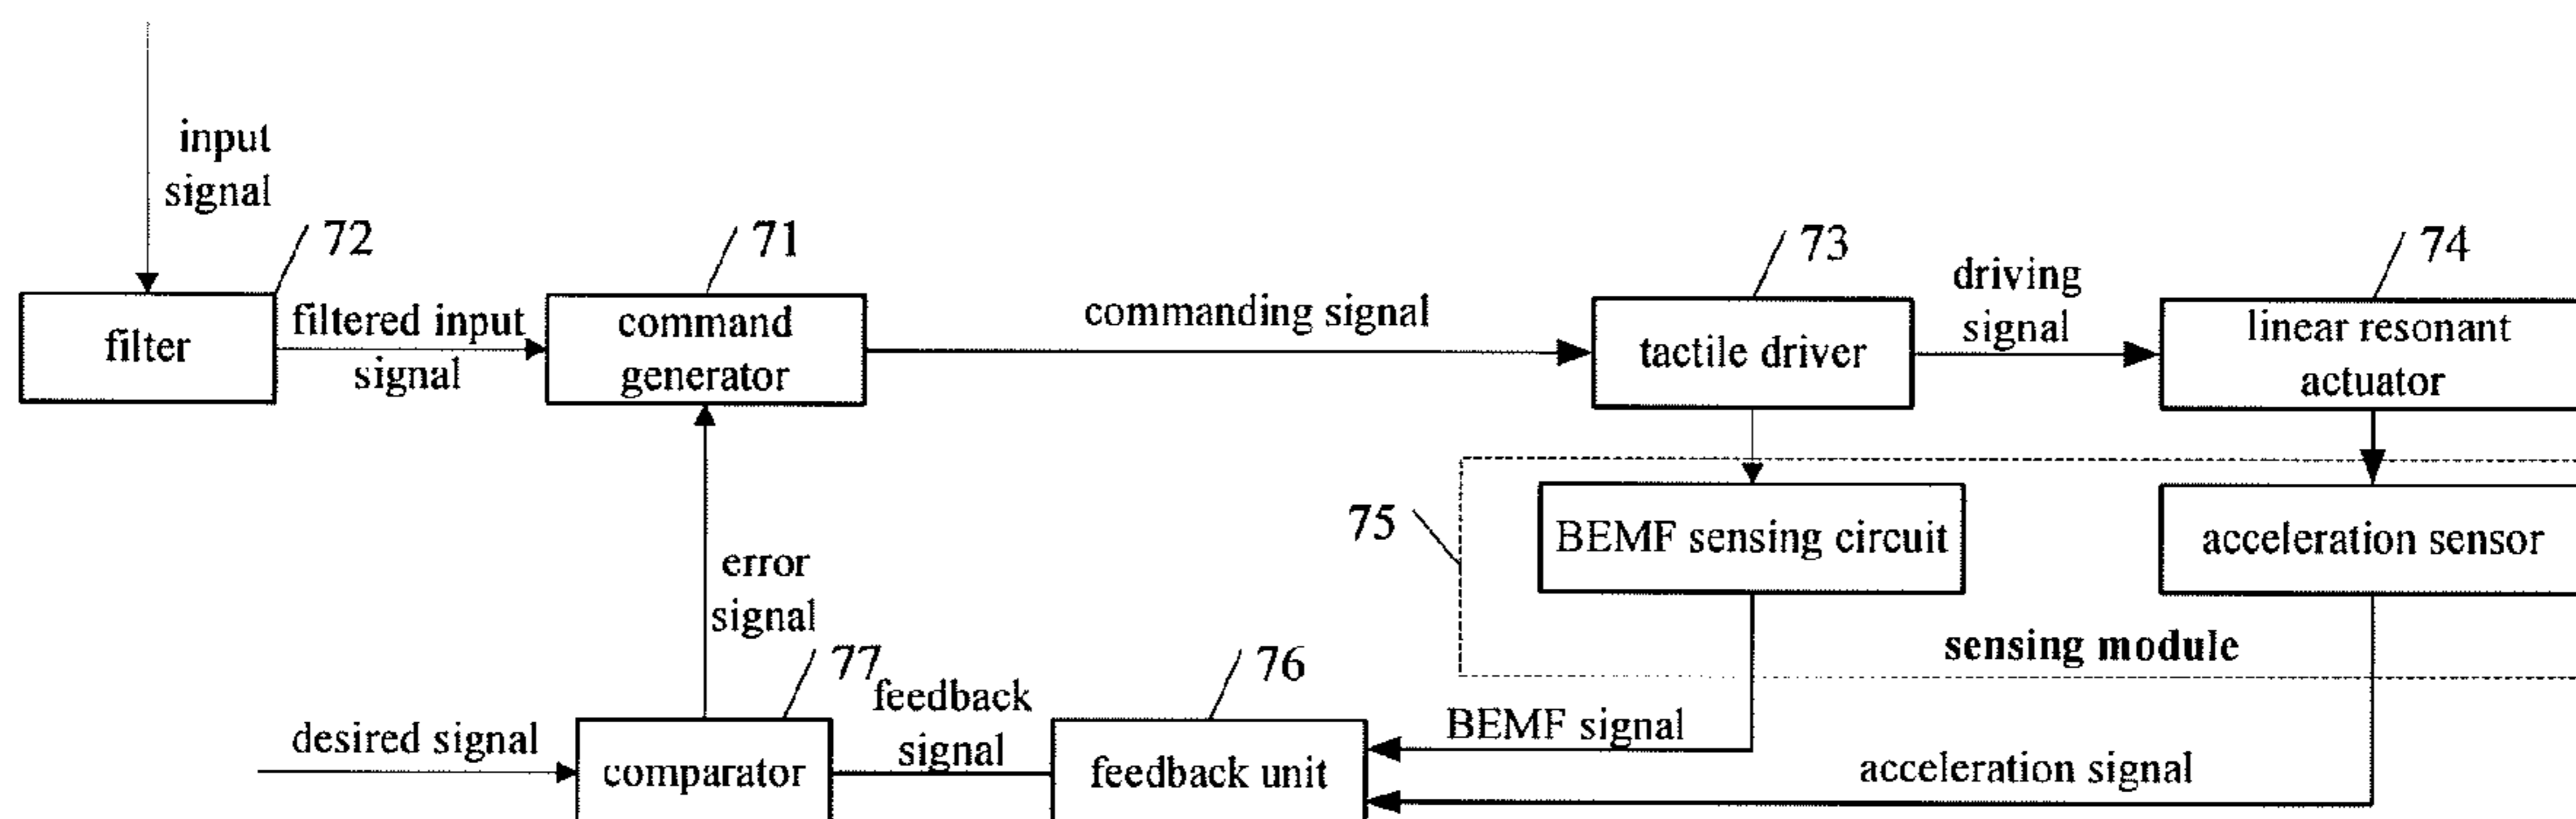 input
signal
72
71
73
74
filter
filtered input
signal
command
generator
commanding signal
tactile driver
driving
signal
linear resonant
actuator
75
BEMF sensing circuit
acceleration sensor
sensing module
error
signal
77
feedback
signal
76
desired signal
comparator
feedback unit
BEMF signal
acceleration signal